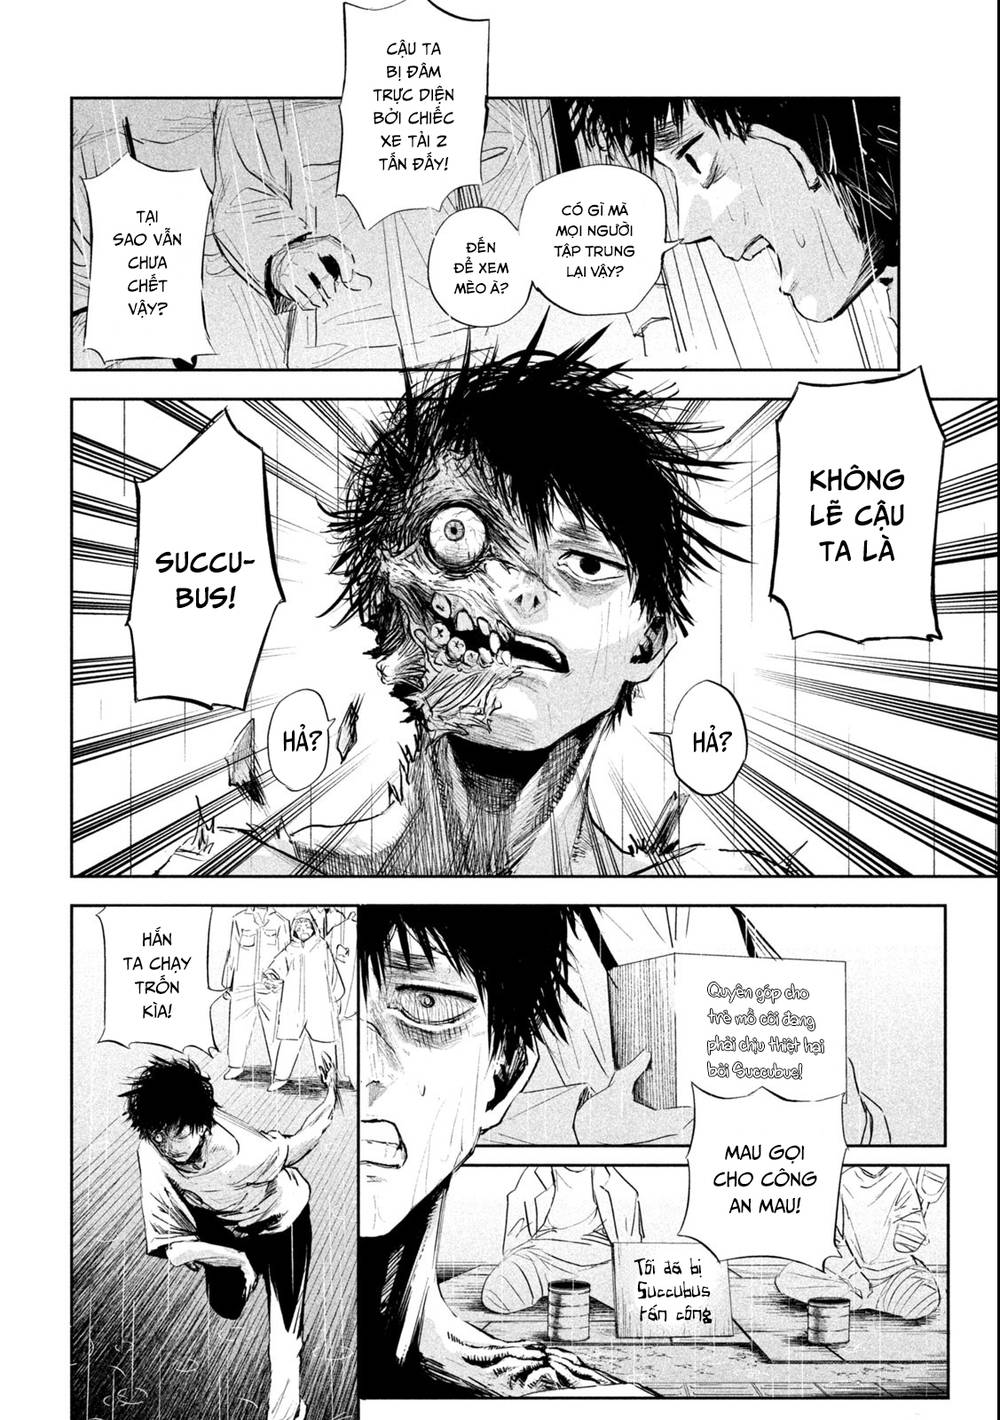 CẬU TA
BỊ ĐÂM
TRỰC DIỆN
BỞI CHIẾC
XE TẢI 2
TẤN ĐẤY!
CÓ GÌ MÀ
MỌI NGƯỜI
TẬP TRUNG
LẠI VẬY?
ĐẾN
ĐỂ XEM
MÈO À?
TẠI
SAO VẪN
CHƯA
CHẾT
VẬY?
KHÔNG
LẼ CẬU
TA LÀ
SUCCU-
BUS!
HẢ?
HẢ?
Quyên góp cho
trẻ mồ côi đang
phải chịu thiệt hại
bởi Succubus!
MAU GỌI
CHO CÔNG
AN MAU!
Tôi đã bị
Succubus
tấn công
HẮN
TA CHẠY
TRỐN
KÌA!